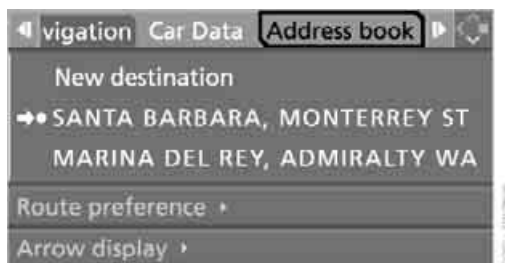 vigation Car Data Address book
New destination
SANTA BARBARA, MONTERREY ST
MARINA DEL REY, ADMIRALTY WA
Route preference
Arrow display